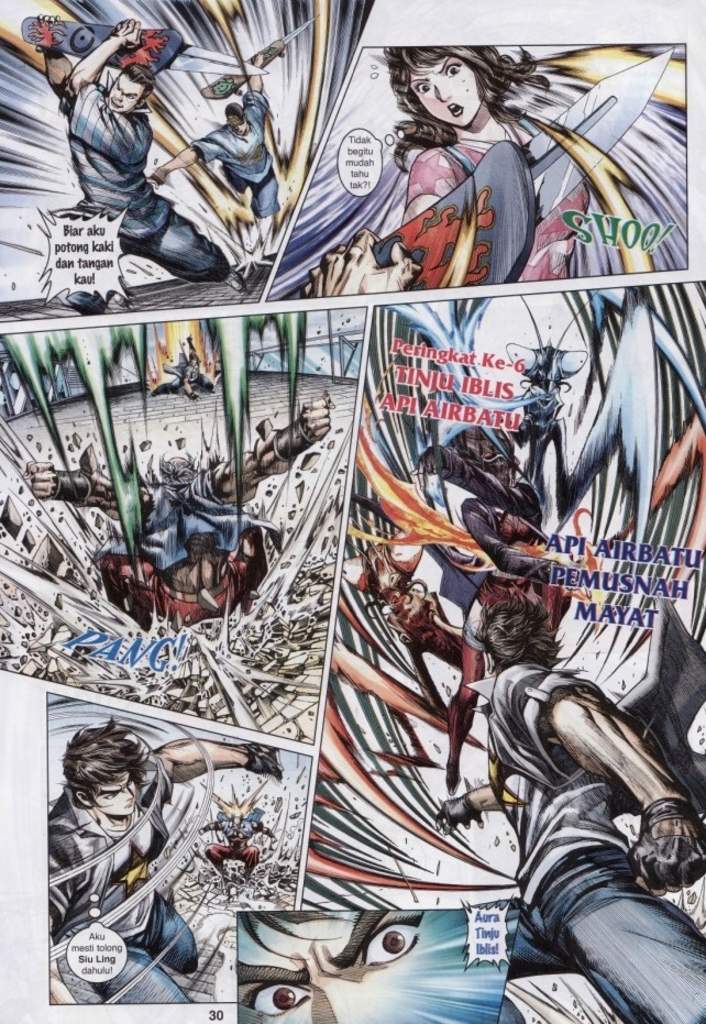 Biar aku
potong kaki
dan tangan
kau!
Tidak
begitu
mudah
tahu
tak?!
SHOO!
PANG!
Peringkat Ke-6
TINJU IBLIS
API AIRBATU
API AIRBATU
PEMUSNAH
MAYAT
Aku
mesti tolong
Siu Ling
dahulu!
Aura
Tinju
Iblis!
30